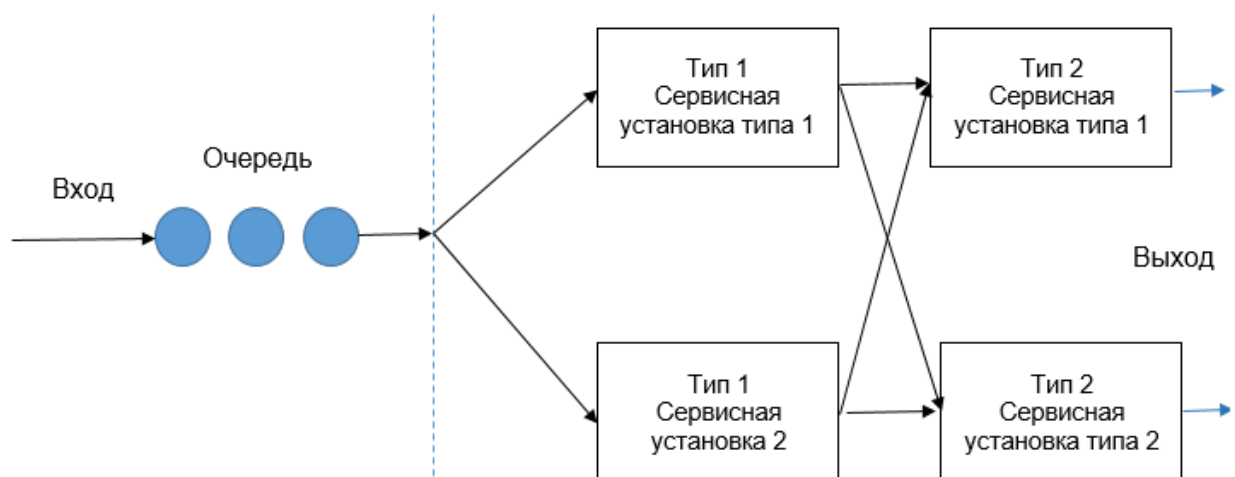 Вход
Очередь
Тип 1
Сервисная
установка типа 1
Тип 2
Сервисная
установка типа 1
Выход
Тип 1
Сервисная
установка 2
Тип 2
Сервисная
установка типа 2